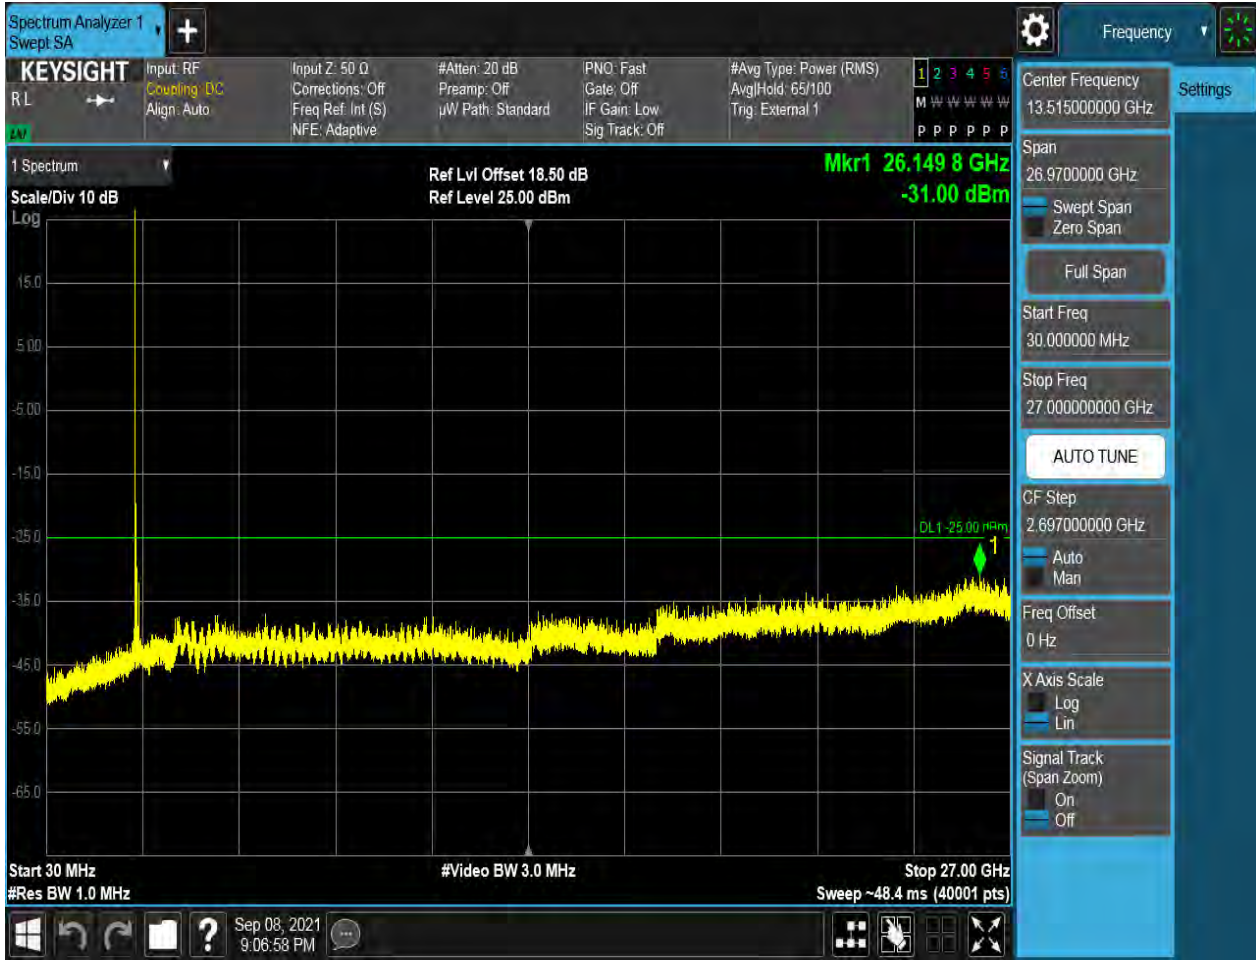 Spectrum Analyzer 1
Swept SA
+
Frequency
KEYSIGHT
R L
Input: RF
Coupling: DC
Align: Auto
Input Z: 50 Ω
Corrections: Off
Freq Ref: Int (S)
NFE: Adaptive
#Atten: 20 dB
Preamp: Off
µW Path: Standard
PNO: Fast
Gate: Off
IF Gain: Low
Sig Track: Off
#Avg Type: Power (RMS)
Avg|Hold: 65/100
Trig: External 1
1 2 3 4 5 6
M W W W W W
P P P P P P
1 Spectrum
Scale/Div 10 dB
Log
Ref Lvl Offset 18.50 dB
Ref Level 25.00 dBm
Mkr1 26.149 8 GHz
-31.00 dBm
15.0
5.00
-5.00
-15.0
-25.0
-35.0
-45.0
-55.0
-65.0
DL1 -25.00 dBm
1
Start 30 MHz
#Res BW 1.0 MHz
#Video BW 3.0 MHz
Stop 27.00 GHz
Sweep ~48.4 ms (40001 pts)
Center Frequency
13.515000000 GHz
Settings
Span
26.9700000 GHz
Swept Span
Zero Span
Full Span
Start Freq
30.000000 MHz
Stop Freq
27.000000000 GHz
AUTO TUNE
CF Step
2.697000000 GHz
Auto
Man
Freq Offset
0 Hz
X Axis Scale
Log
Lin
Signal Track
(Span Zoom)
On
Off
?
Sep 08, 2021
9:06:58 PM